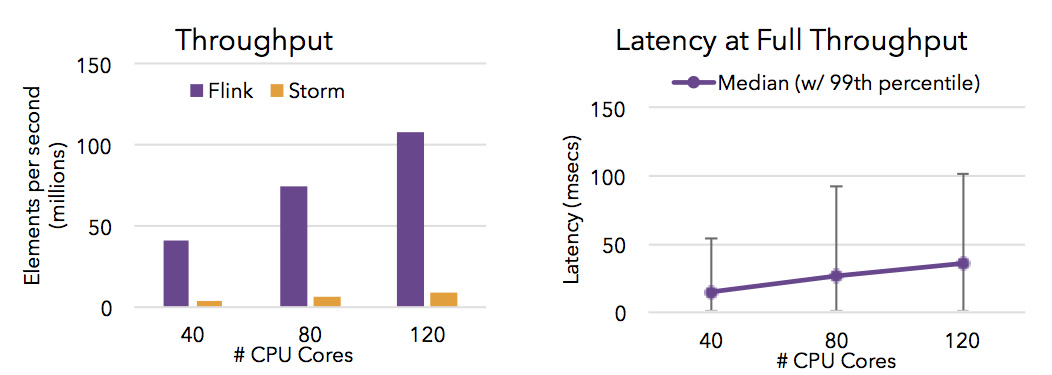 Throughput
150
Flink
Storm
100
50
0
Elements per second
(millions)
40
80
120
# CPU Cores
Latency at Full Throughput
Median (w/ 99th percentile)
150
100
50
0
Latency (msecs)
40
80
120
# CPU Cores